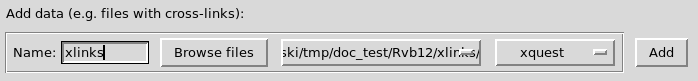 Add data (e.g. files with cross-links):
Name: xlinks Browse files ski/tmp/doc_test/Rvb12/xlinks/ xquest Add